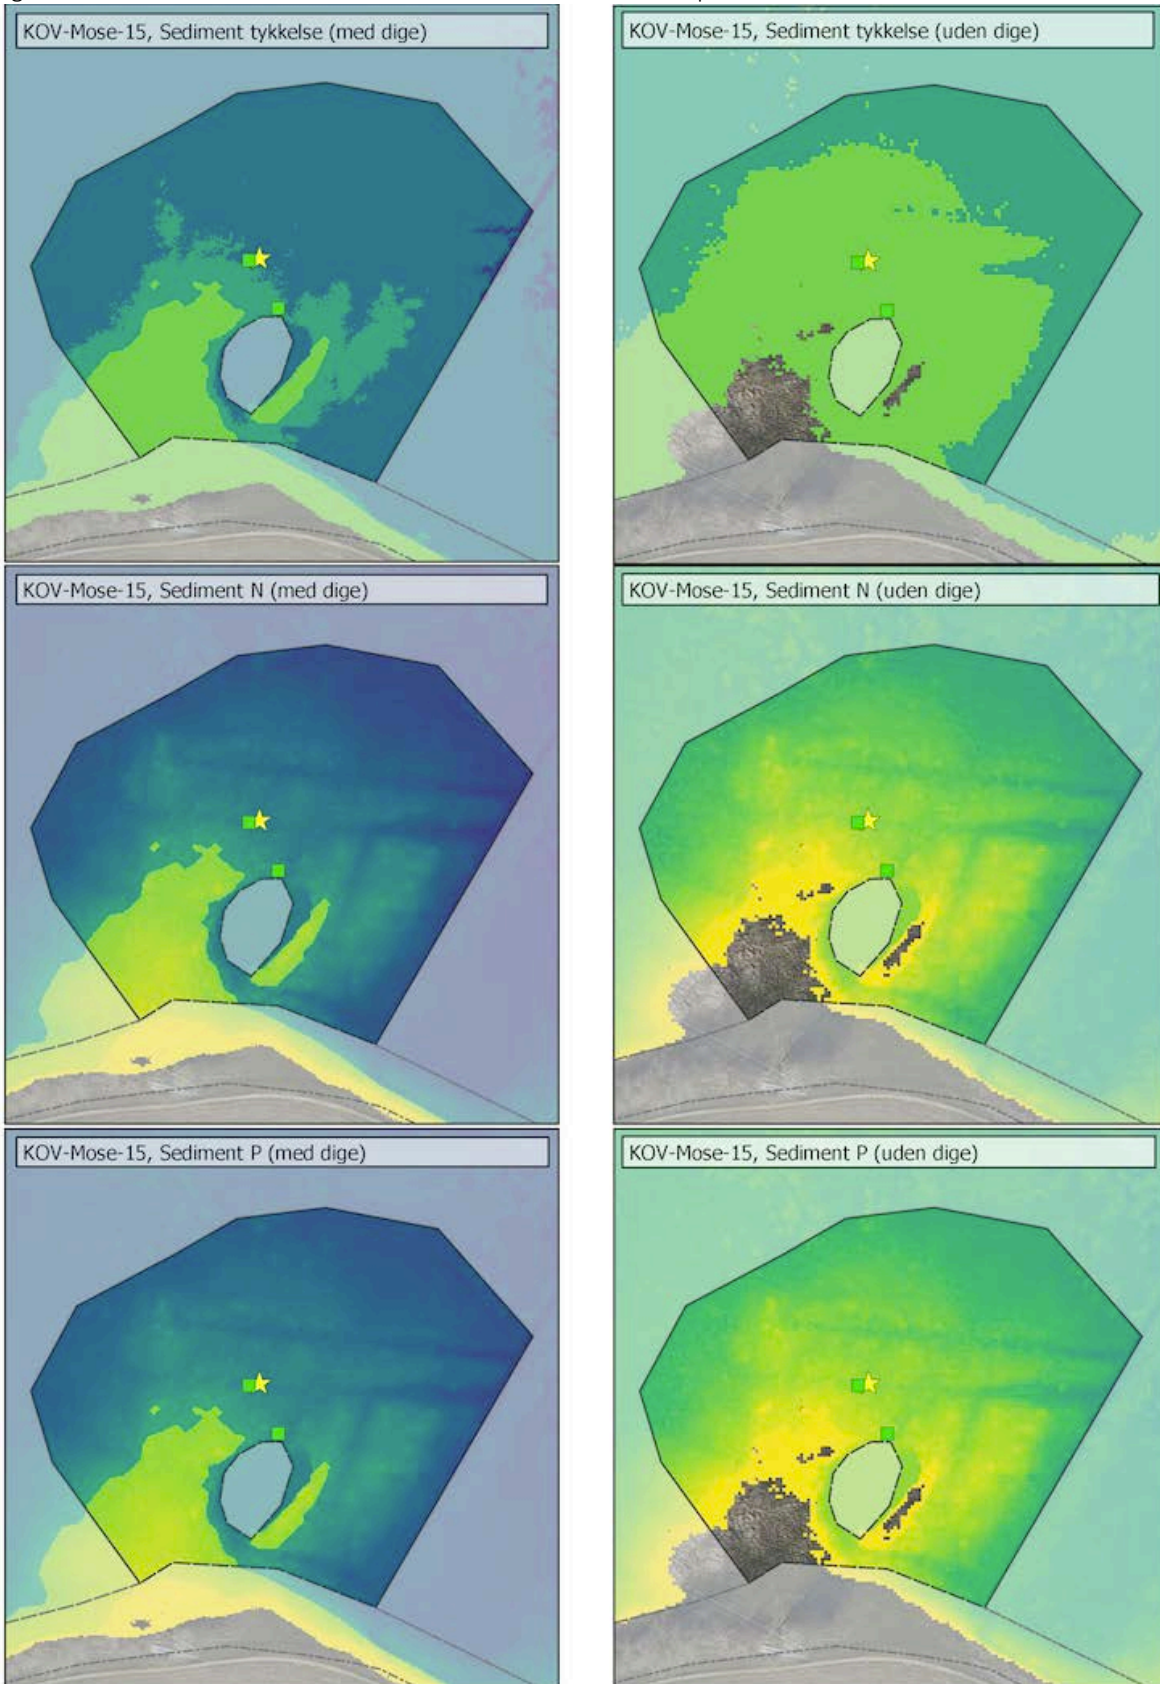 KOV-Mose-15, Sediment tykkelse (med dige)
KOV-Mose-15, Sediment tykkelse (uden dige)
KOV-Mose-15, Sediment N (med dige)
KOV-Mose-15, Sediment N (uden dige)
KOV-Mose-15, Sediment P (med dige)
KOV-Mose-15, Sediment P (uden dige)